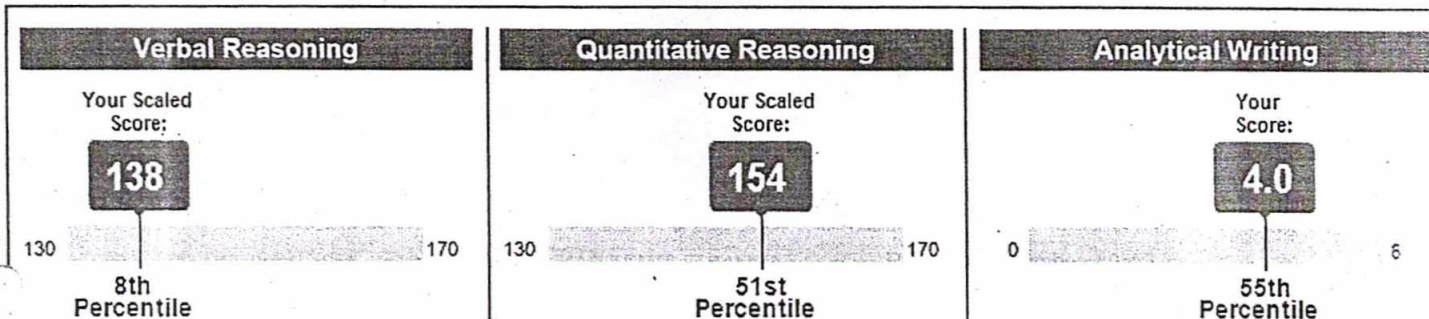 Verbal Reasoning
Your Scaled
Score:
138
130
170
8th
Percentile
Quantitative Reasoning
Your Scaled
Score:
154
130
170
51st
Percentile
Analytical Writing
Your
Score:
4.0
0
6
55th
Percentile